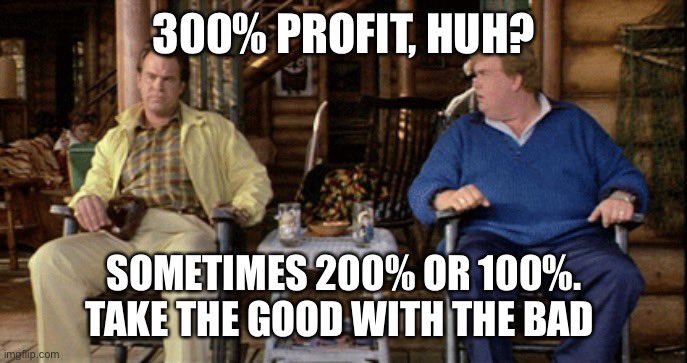 300% PROFIT, HUH?
SOMETIMES 200% OR 100%.
TAKE THE GOOD WITH THE BAD
imgflip.com